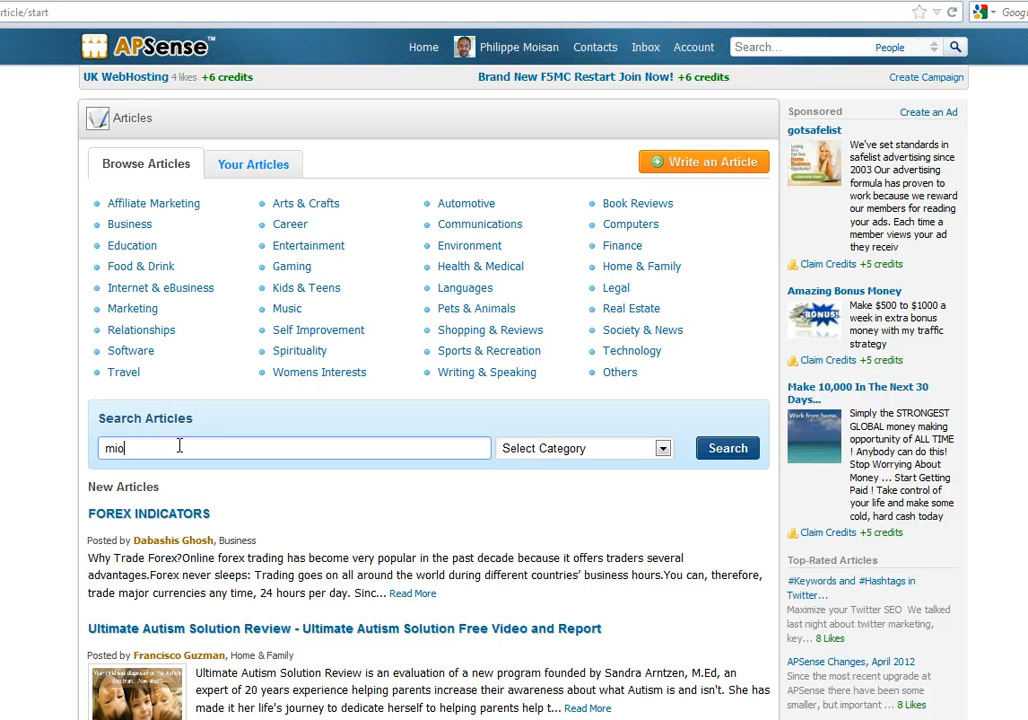 rticle/start
Goog
APSense™
Home
Philippe Moisan
Contacts
Inbox
Account
Search...
People
UK WebHosting 4 likes +6 credits
Brand New F5MC Restart Join Now! +6 credits
Create Campaign
Articles
Browse Articles
Your Articles
Write an Article
Affiliate Marketing
Arts & Crafts
Automotive
Book Reviews
Business
Career
Communications
Computers
Education
Entertainment
Environment
Finance
Food & Drink
Gaming
Health & Medical
Home & Family
Internet & eBusiness
Kids & Teens
Languages
Legal
Marketing
Music
Pets & Animals
Real Estate
Relationships
Self Improvement
Shopping & Reviews
Society & News
Software
Spirituality
Sports & Recreation
Technology
Travel
Womens Interests
Writing & Speaking
Others
Search Articles
mio
Select Category
Search
New Articles
FOREX INDICATORS
Posted by Dabashis Ghosh, Business
Why Trade Forex?Online forex trading has become very popular in the past decade because it offers traders several
advantages.Forex never sleeps: Trading goes on all around the world during different countries' business hours.You can, therefore,
trade major currencies any time, 24 hours per day. Sinc... Read More
Ultimate Autism Solution Review - Ultimate Autism Solution Free Video and Report
Posted by Francisco Guzman, Home & Family
Ultimate Autism Solution Review is an evaluation of a new program founded by Sandra Arntzen, M.Ed, an
expert of 20 years experience helping parents increase their awareness about what Autism is and isn't. She has
made it her life's journey to dedicate herself to helping parents help t... Read More
Sponsored
Create an Ad
gotsafelist
We've set standards in
safelist advertising since
2003 Our advertising
formula has proven to
work because we reward
our members for reading
your ads. Each time a
member views your ad
they receiv
Claim Credits +5 credits
Amazing Bonus Money
BONUS
Make $500 to $1000 a
week in extra bonus
money with my traffic
strategy
Claim Credits +5 credits
Make 10,000 In The Next 30
Days...
Work from home.
Simply the STRONGEST
GLOBAL money making
opportunity of ALL TIME
! Anybody can do this!
Stop Worrying About
Money ... Start Getting
Paid ! Take control of
your life and make some
cold, hard cash today
Claim Credits +5 credits
Top-Rated Articles
#Keywords and #Hashtags in
Twitter...
Maximize your Twitter SEO We talked
last night about twitter marketing,
key... 8 Likes
APSense Changes, April 2012
Since the most recent upgrade at
APSense there have been some
smaller, but important ... 8 Likes